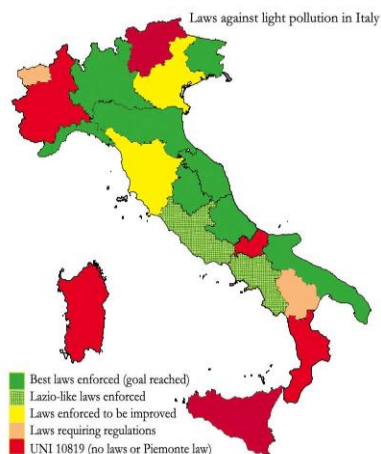 Laws against light pollution in Italy
Best laws enforced (goal reached)
Lazio-like laws enforced
Laws enforced to be improved
Laws requiring regulations
UNI 10819 (no laws or Piemonte law)